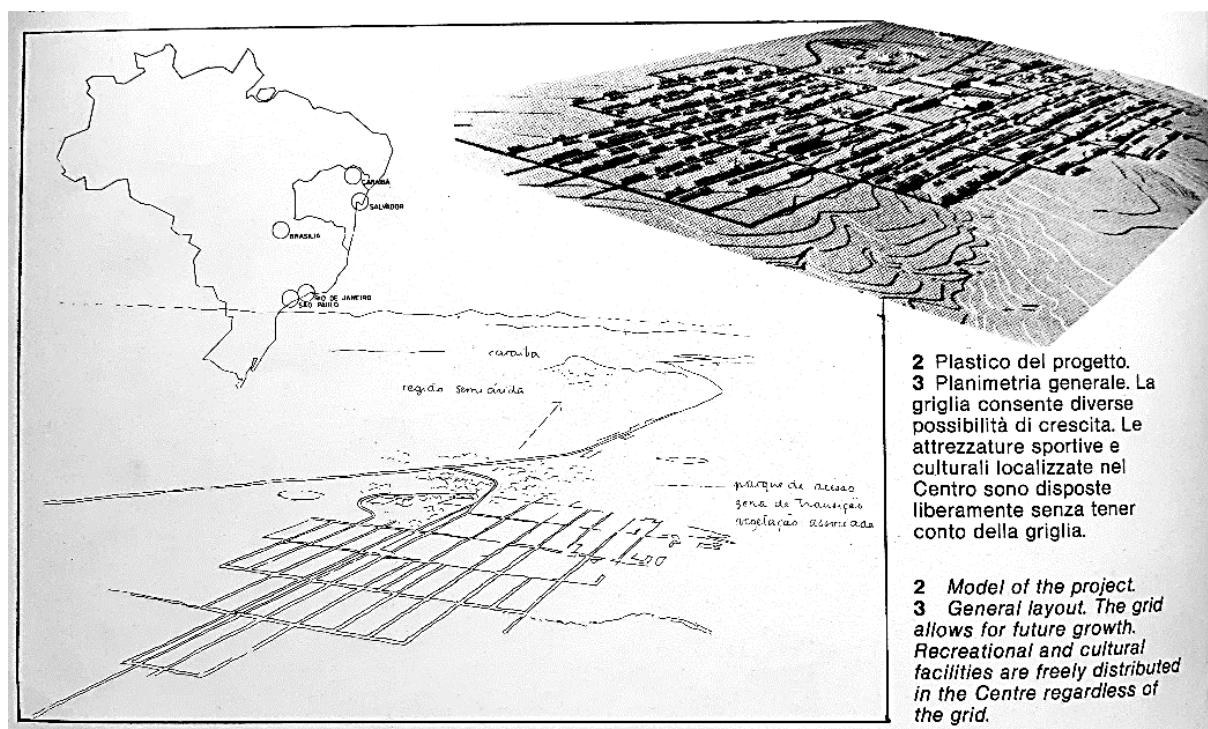 CARAIBA
SALVADOR
BRASILIA
RIO DE JANEIRO
SÃO PAULO
caraiba
região semi árida
parque de acesso
zona de transição
vegetação
2 Plastico del progetto.
3 Planimetria generale. La
griglia consente diverse
possibilità di crescita. Le
attrezzature sportive e
culturali localizzate nel
Centro sono disposte
liberamente senza tener
conto della griglia.
2 Model of the project.
3 General layout. The grid
allows for future growth.
Recreational and cultural
facilities are freely distributed
in the Centre regardless of
the grid.